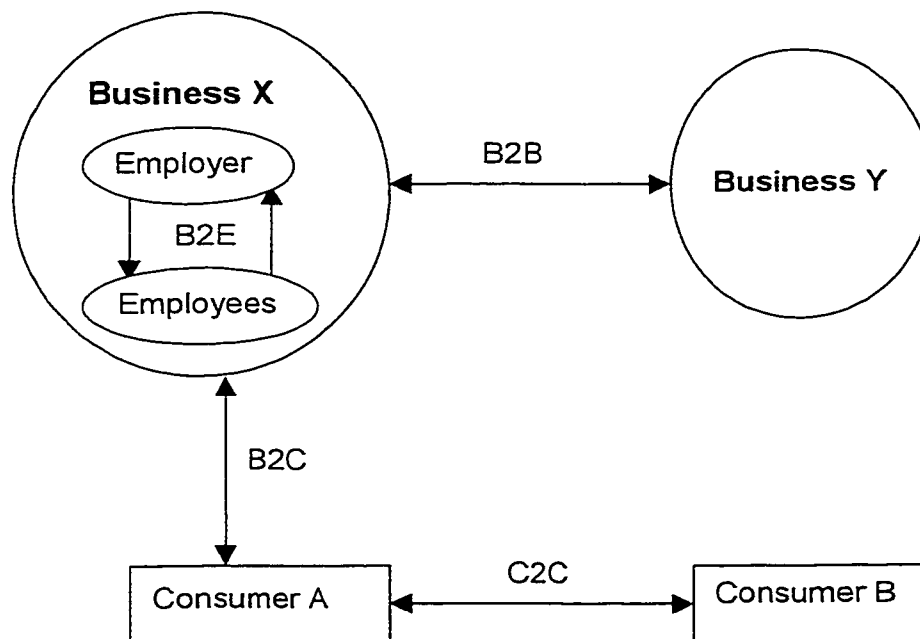 Business X
Employer
B2E
Employees
B2B
Business Y
B2C
Consumer A
C2C
Consumer B